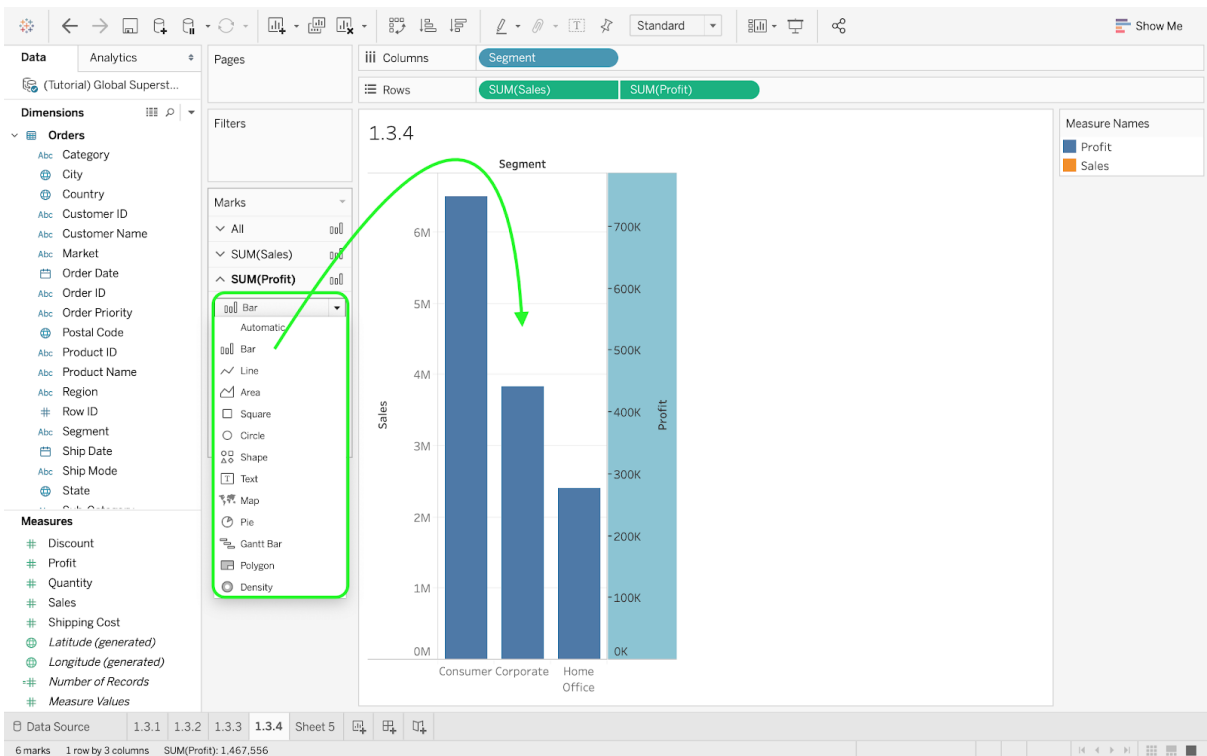 Standard
Show Me
Data
Analytics
(Tutorial) Global Superst...
Dimensions
Orders
Abc Category
City
Country
Abc Customer ID
Abc Customer Name
Abc Market
Order Date
Abc Order ID
Abc Order Priority
Postal Code
Abc Product ID
Abc Product Name
Abc Region
# Row ID
Abc Segment
Ship Date
Abc Ship Mode
State
Measures
# Discount
# Profit
# Quantity
# Sales
# Shipping Cost
Latitude (generated)
Longitude (generated)
=# Number of Records
# Measure Values
Pages
Filters
Marks
All
SUM(Sales)
SUM(Profit)
Bar
Automatic
Bar
Line
Area
Square
Circle
Shape
T Text
Map
Pie
Gantt Bar
Polygon
Density
Columns
Segment
Rows
SUM(Sales)
SUM(Profit)
1.3.4
Segment
6M
5M
4M
3M
2M
1M
0M
Sales
700K
600K
500K
400K
300K
200K
100K
0K
Profit
Consumer Corporate Home
Office
Measure Names
Profit
Sales
Data Source 1.3.1 1.3.2 1.3.3 1.3.4 Sheet 5
6 marks 1 row by 3 columns SUM(Profit): 1,467,556